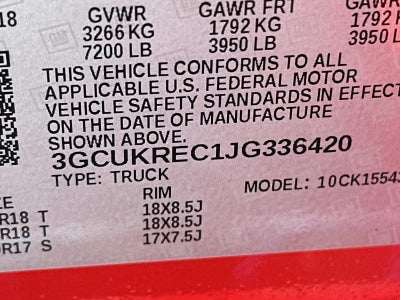 18 GVWR GAWR FRT GAWR
3266 KG 1792 KG 1792
7200 LB 3950 LB 3950
THIS VEHICLE CONFORMS TO ALL
APPLICABLE U.S. FEDERAL MOTOR
VEHICLE SAFETY STANDARDS IN EFFECT
ON THE DATE OF MANUFACTURE
SHOWN ABOVE.
3GCUKREC1JG336420
TYPE: TRUCK
RIM MODEL: 10CK1554
R18 T 18X8.5J
R18 T 18X8.5J
R17 S 17X7.5J